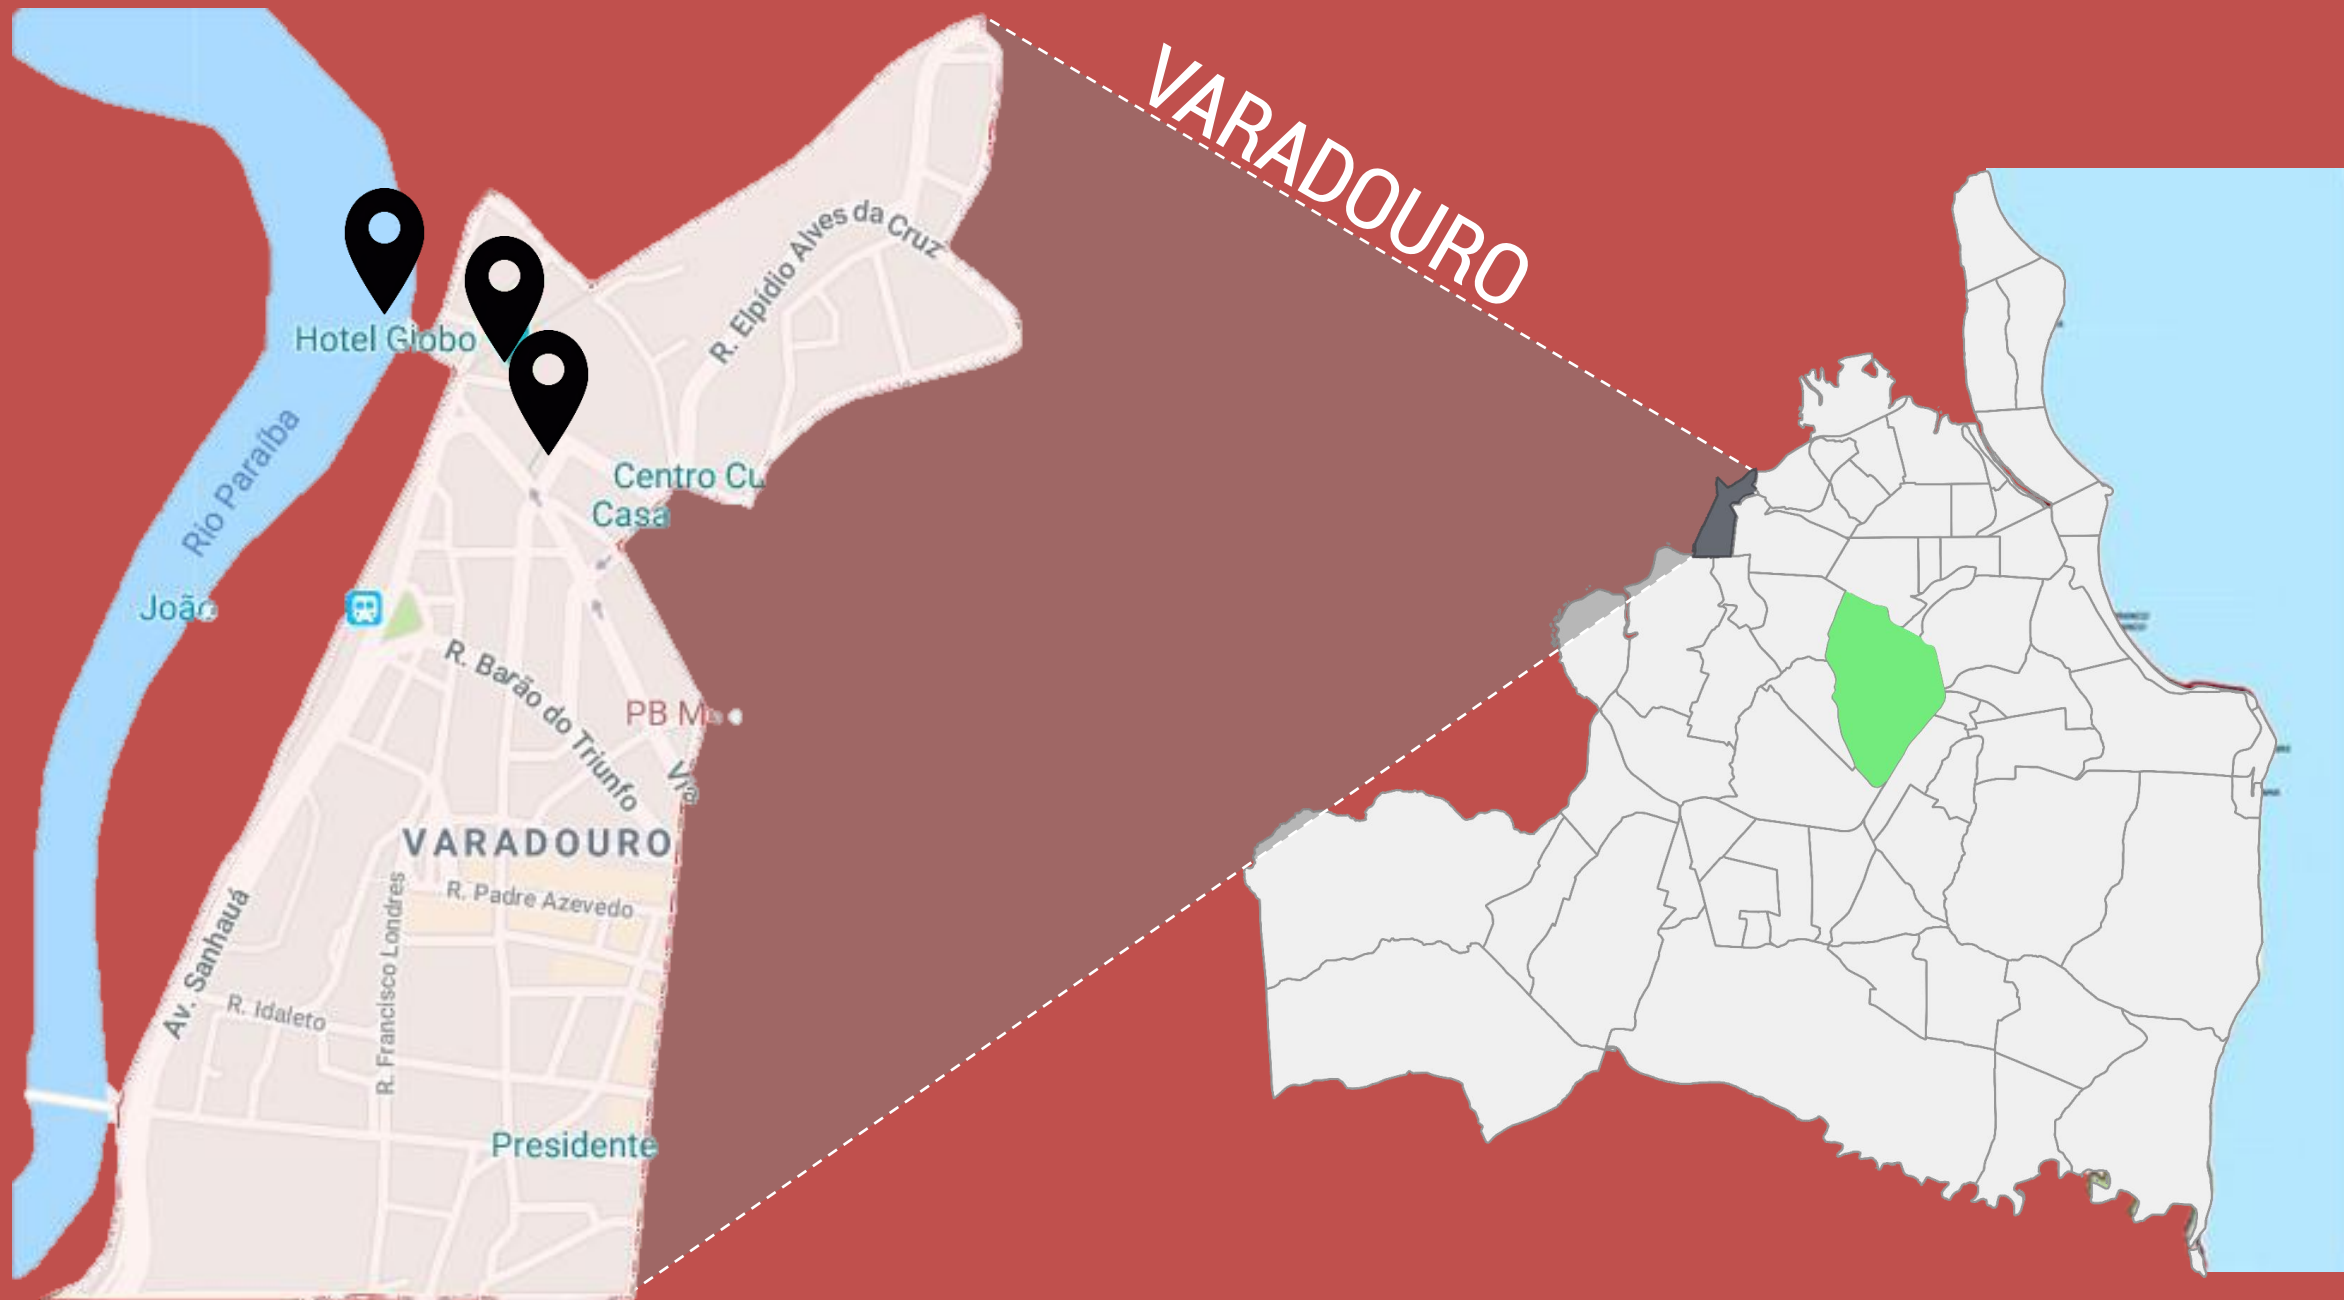 VARADOURO
R. Elpídio Alves da Cruz
Hotel Globo
Rio Paraíba
Centro Cu
Casa
João
R. Barão do Triunfo
PB M
Via
VARADOURO
R. Padre Azevedo
R. Francisco Londres
Av. Sanhauá
R. Idaleto
Presidente